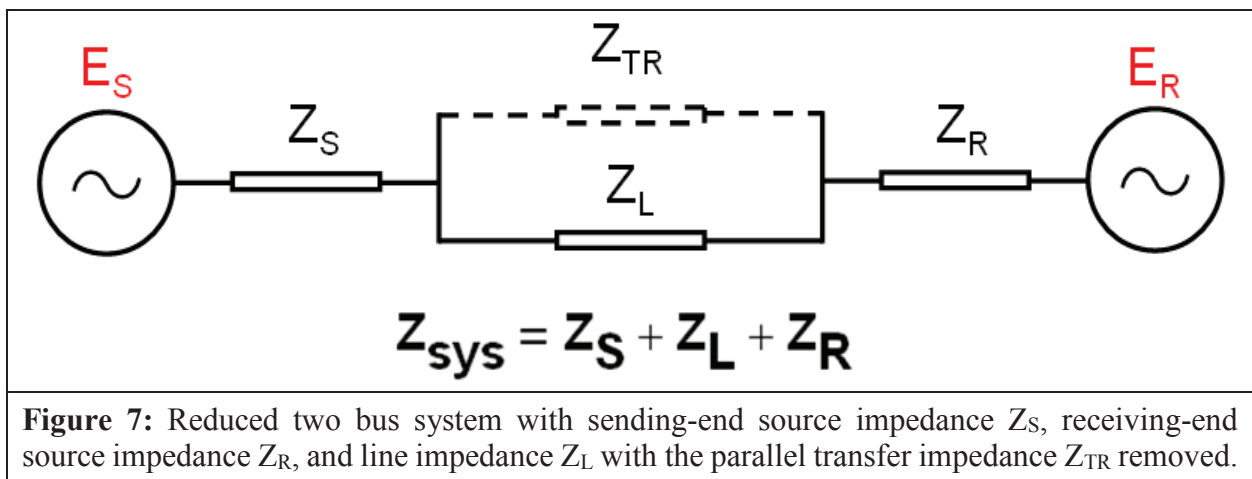 Z_TR
E_S
E_R
Z_S
Z_R
Z_L
Z_sys = Z_S + Z_L + Z_R
Figure 7: Reduced two bus system with sending-end source impedance Z_S, receiving-end
source impedance Z_R, and line impedance Z_L with the parallel transfer impedance Z_TR removed.